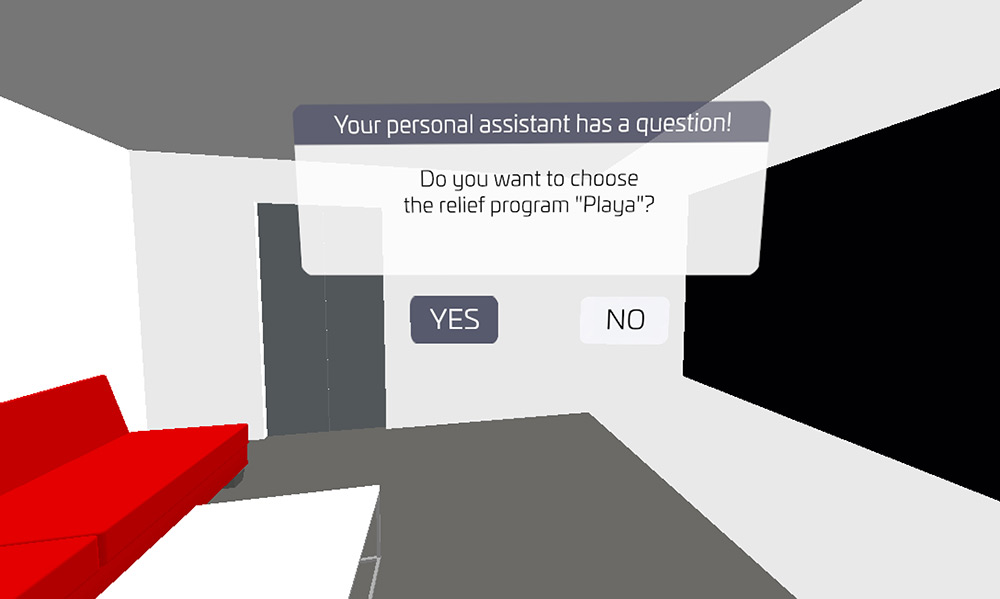 Your personal assistant has a question!
Do you want to choose
the relief program "Playa"?
YES
NO